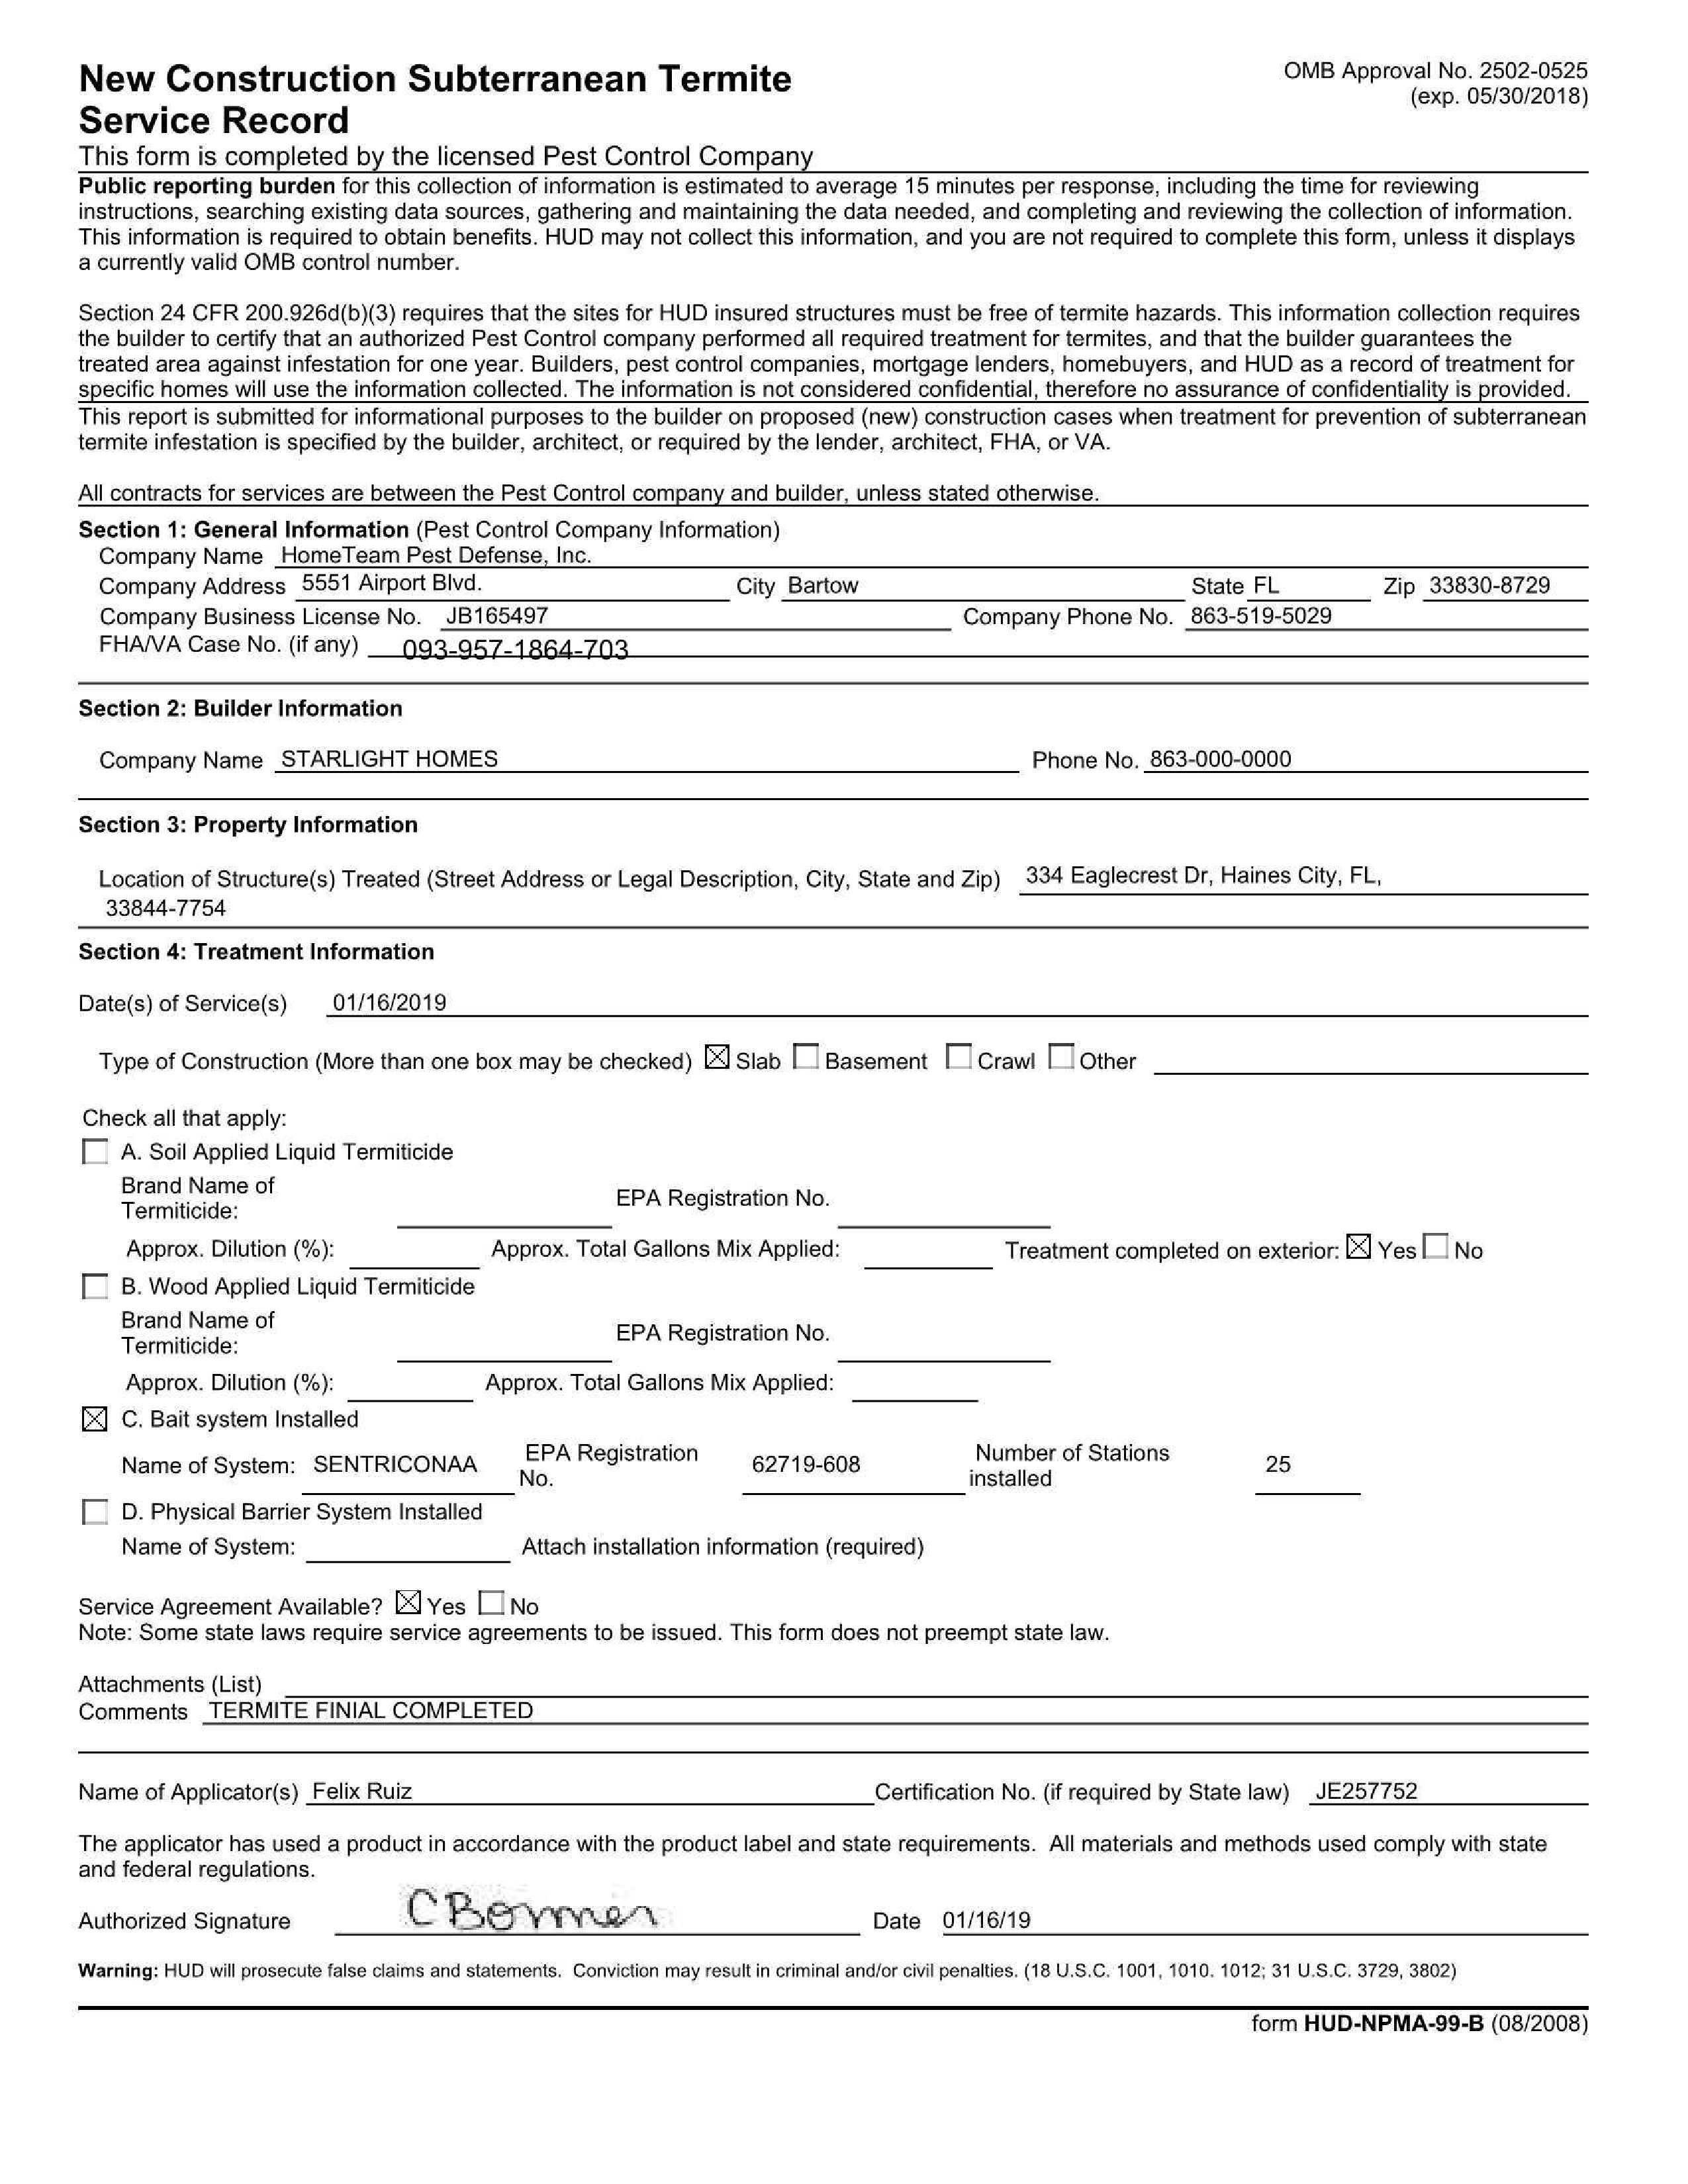 New Construction Subterranean Termite
Service Record
OMB Approval No. 2502-0525
(exp. 05/30/2018)
This form is completed by the licensed Pest Control Company
Public reporting burden for this collection of information is estimated to average 15 minutes per response, including the time for reviewing
instructions, searching existing data sources, gathering and maintaining the data needed, and completing and reviewing the collection of information.
This information is required to obtain benefits. HUD may not collect this information, and you are not required to complete this form, unless it displays
a currently valid OMB control number.
Section 24 CFR 200.926d(b)(3) requires that the sites for HUD insured structures must be free of termite hazards. This information collection requires
the builder to certify that an authorized Pest Control company performed all required treatment for termites, and that the builder guarantees the
treated area against infestation for one year. Builders, pest control companies, mortgage lenders, homebuyers, and HUD as a record of treatment for
specific homes will use the information collected. The information is not considered confidential, therefore no assurance of confidentiality is provided.
This report is submitted for informational purposes to the builder on proposed (new) construction cases when treatment for prevention of subterranean
termite infestation is specified by the builder, architect, or required by the lender, architect, FHA, or VA.
All contracts for services are between the Pest Control company and builder, unless stated otherwise.
Section 1: General Information (Pest Control Company Information)
Company Name HomeTeam Pest Defense, Inc.
Company Address 5551 Airport Blvd. City Bartow State FL Zip 33830-8729
Company Business License No. JB165497 Company Phone No. 863-519-5029
FHA/VA Case No. (if any) 093-957-1864-703
Section 2: Builder Information
Company Name STARLIGHT HOMES Phone No. 863-000-0000
Section 3: Property Information
Location of Structure(s) Treated (Street Address or Legal Description, City, State and Zip) 334 Eaglecrest Dr, Haines City, FL,
33844-7754
Section 4: Treatment Information
Date(s) of Service(s) 01/16/2019
Type of Construction (More than one box may be checked) ☒ Slab ☐ Basement ☐ Crawl ☐ Other
Check all that apply:
☐ A. Soil Applied Liquid Termiticide
Brand Name of
Termiticide: EPA Registration No.
Approx. Dilution (%): Approx. Total Gallons Mix Applied: Treatment completed on exterior: ☒ Yes ☐ No
☐ B. Wood Applied Liquid Termiticide
Brand Name of
Termiticide: EPA Registration No.
Approx. Dilution (%): Approx. Total Gallons Mix Applied:
☒ C. Bait system Installed
Name of System: SENTRICONAA EPA Registration No. 62719-608 Number of Stations installed 25
☐ D. Physical Barrier System Installed
Name of System: Attach installation information (required)
Service Agreement Available? ☒ Yes ☐ No
Note: Some state laws require service agreements to be issued. This form does not preempt state law.
Attachments (List)
Comments TERMITE FINIAL COMPLETED
Name of Applicator(s) Felix Ruiz Certification No. (if required by State law) JE257752
The applicator has used a product in accordance with the product label and state requirements. All materials and methods used comply with state
and federal regulations.
Authorized Signature Date 01/16/19
Warning: HUD will prosecute false claims and statements. Conviction may result in criminal and/or civil penalties. (18 U.S.C. 1001, 1010. 1012; 31 U.S.C. 3729, 3802)
form HUD-NPMA-99-B (08/2008)